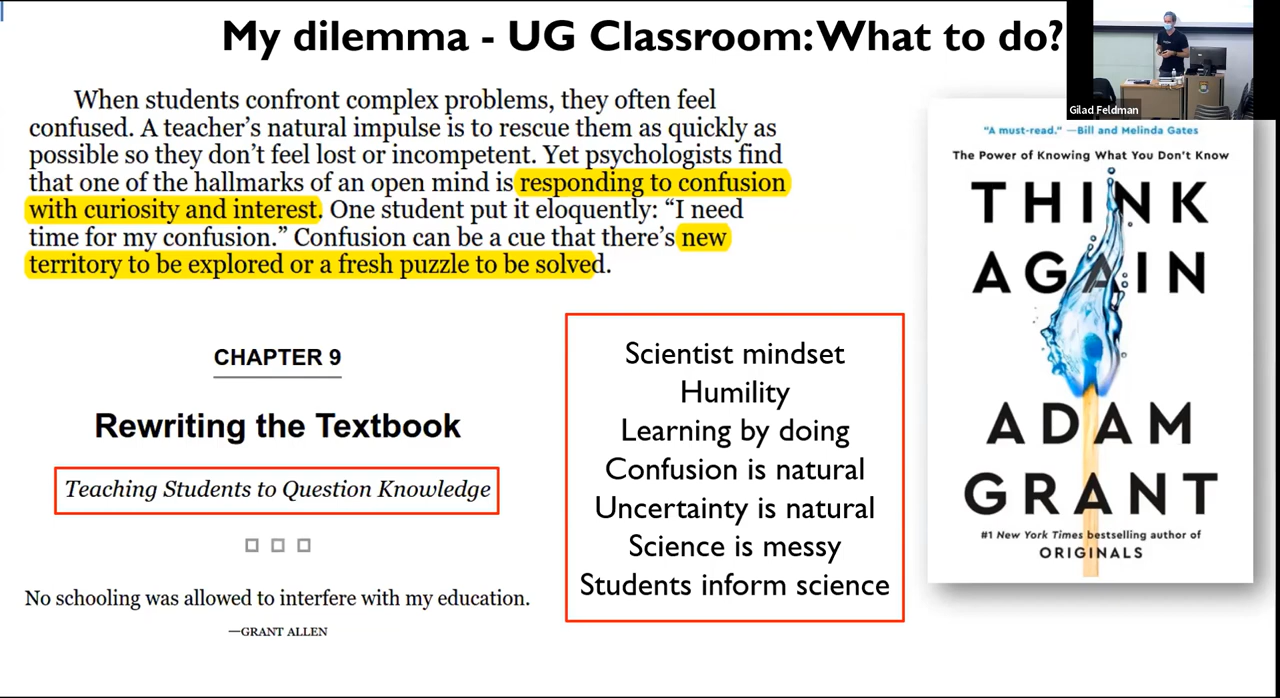 My dilemma - UG Classroom: What to do?
Gilad Feldman
When students confront complex problems, they often feel
confused. A teacher’s natural impulse is to rescue them as quickly as
possible so they don’t feel lost or incompetent. Yet psychologists find
that one of the hallmarks of an open mind is responding to confusion
with curiosity and interest. One student put it eloquently: “I need
time for my confusion.” Confusion can be a cue that there’s new
territory to be explored or a fresh puzzle to be solved.
CHAPTER 9
Rewriting the Textbook
Teaching Students to Question Knowledge
No schooling was allowed to interfere with my education.
—GRANT ALLEN
Scientist mindset
Humility
Learning by doing
Confusion is natural
Uncertainty is natural
Science is messy
Students inform science
“A must-read.” —Bill and Melinda Gates
The Power of Knowing What You Don’t Know
THINK
AGAIN
ADAM
GRANT
#1 New York Times bestselling author of
ORIGINALS